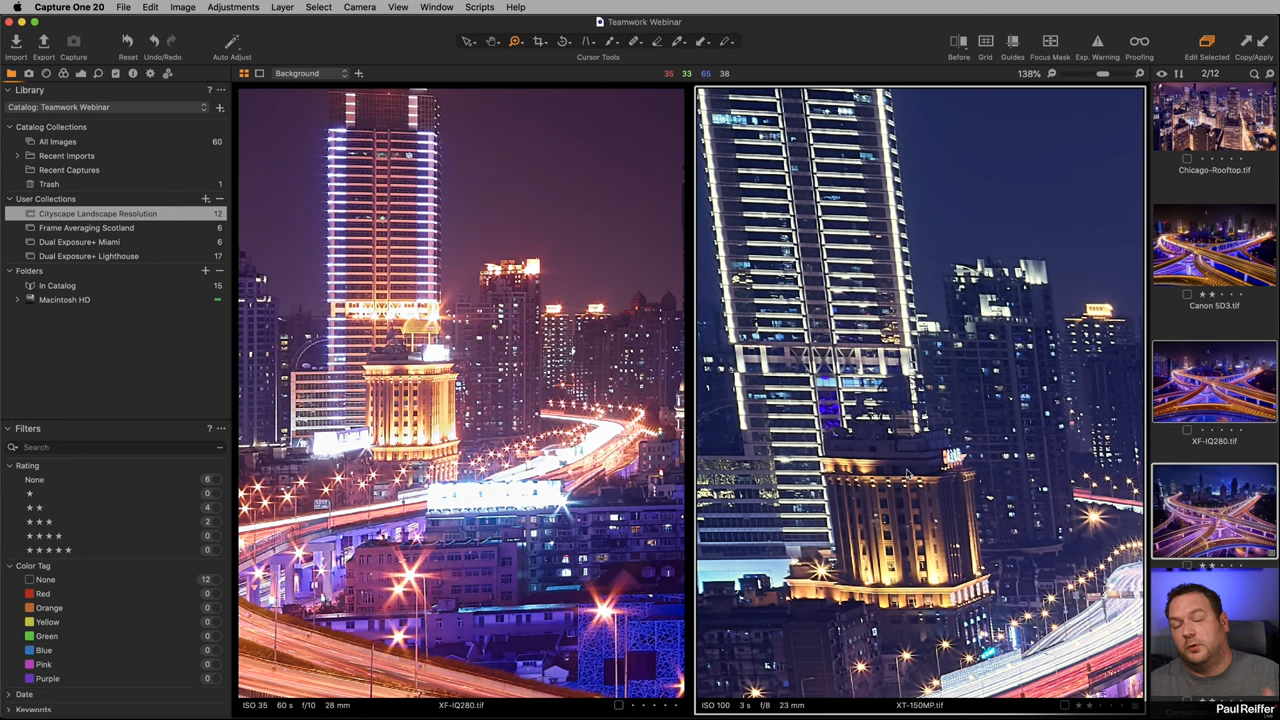 Capture One 20 File Edit Image Adjustments Layer Select Camera View Window Scripts Help
Teamwork Webinar
Import Export Capture Reset Undo/Redo Auto Adjust Cursor Tools Before Grid Guides Focus Mask Exp. Warning Proofing Edit Selected Copy/Apply
Background 35 33 65 38 138% 2/12
Library ? ...
Catalog: Teamwork Webinar
Catalog Collections
All Images 60
Recent Imports
Recent Captures
Trash 1
User Collections
Cityscape Landscape Resolution 12
Frame Averaging Scotland 6
Dual Exposure+ Miami 6
Dual Exposure+ Lighthouse 17
Folders
In Catalog 15
Macintosh HD
Filters ? ...
Search
Rating
None 6
0
4
2
0
0
Color Tag
None 12
Red 0
Orange 0
Yellow 0
Green 0
Blue 0
Pink 0
Purple 0
Date
Keywords
ISO 35 60 s f/10 28 mm XF-IQ280.tif
ISO 100 3 s f/8 23 mm XT-150MP.tif
Chicago-Rooftop.tif
Canon 5D3.tif
XF-IQ280.tif
Paul Reiffer